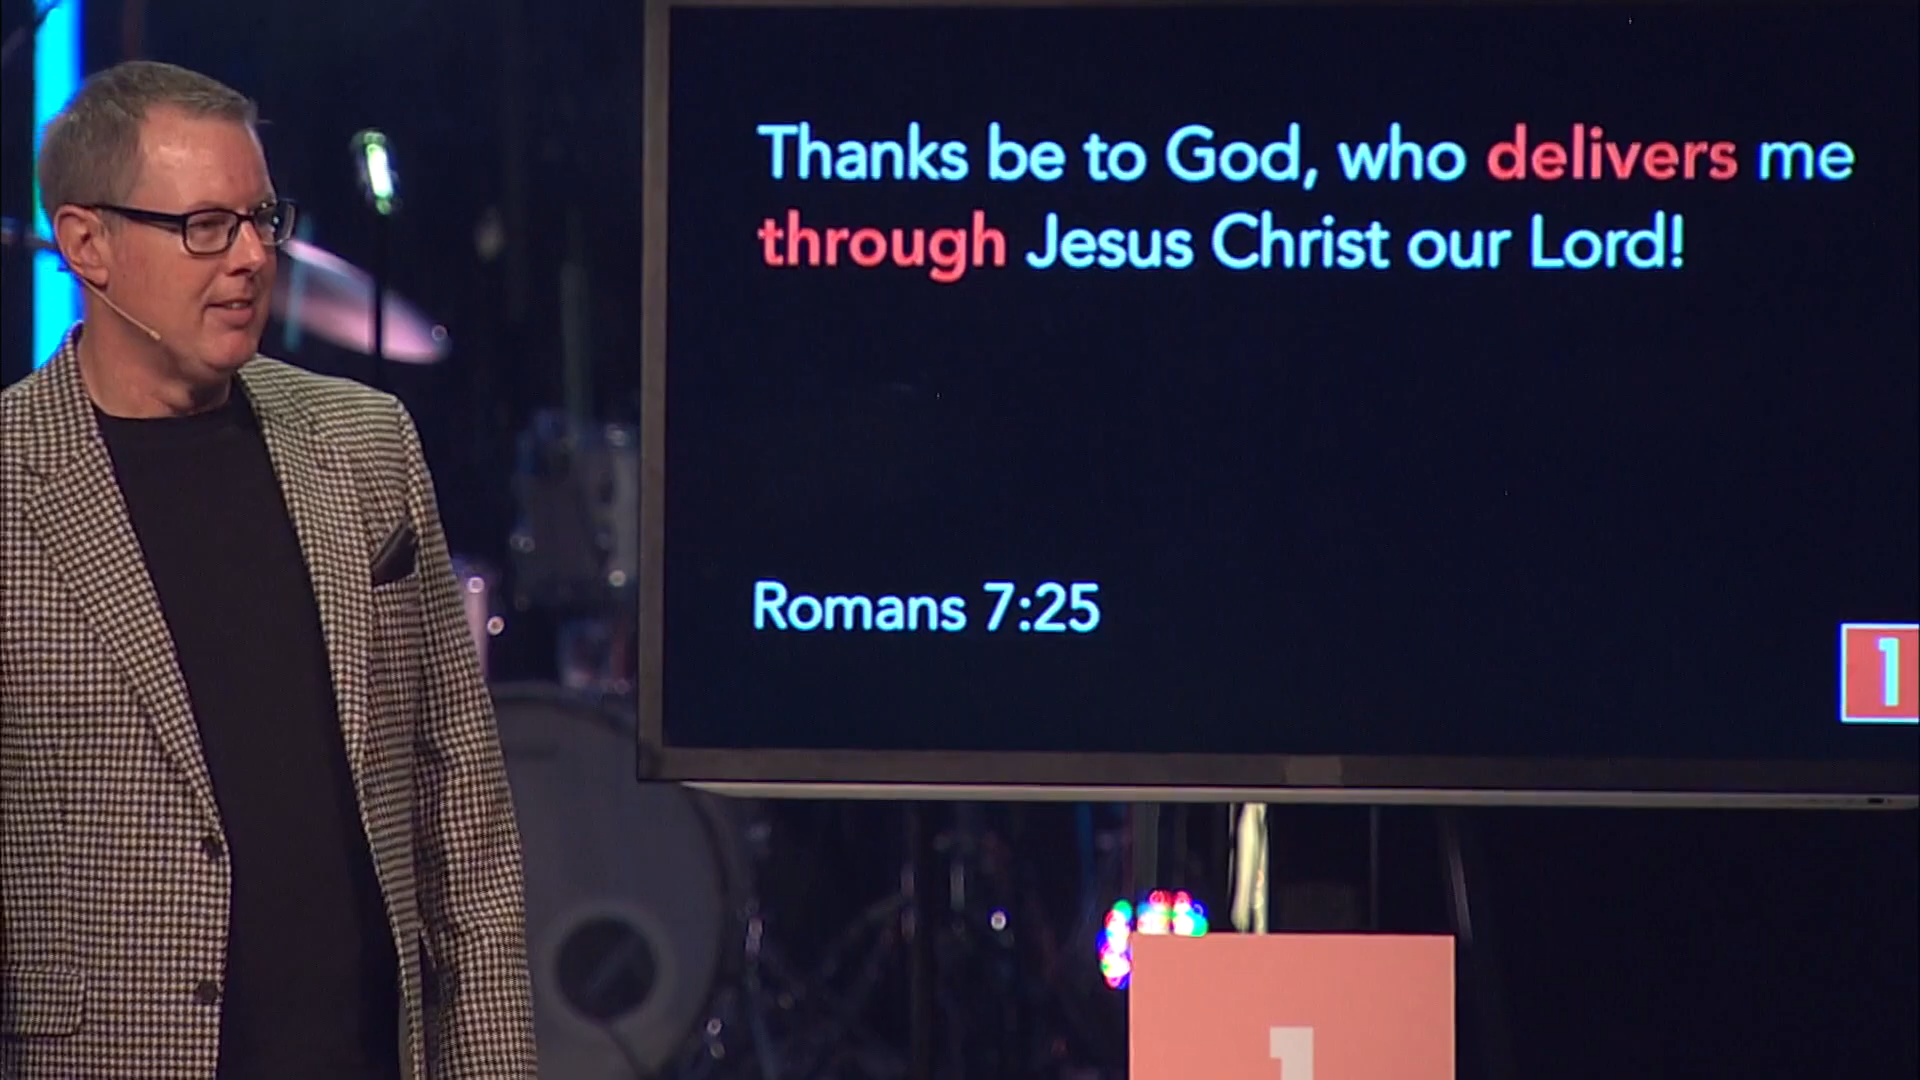 Thanks be to God, who delivers me
through Jesus Christ our Lord!
Romans 7:25
1
1